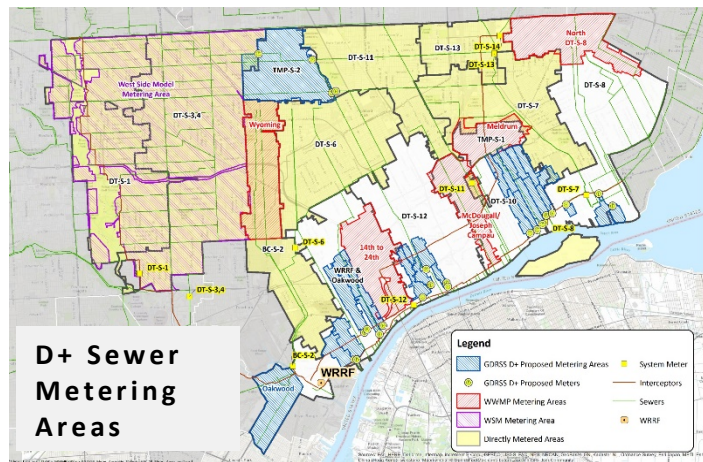 North
DT-S-8
DT-S-14
DT-S-13
DT-S-13
DT-S-11
TMP-S-2
DT-S-8
West Side Model
Metering Area
DT-S-7
DT-S-3,4
Wyoming
Meldrum
TMP-S-1
DT-S-6
DT-S-1
DT-S-11
DT-S-10
DT-S-7
DT-S-12
McDougall/
Joseph
Campau
DT-S-8
BC-S-2
DT-S-6
14th to
24th
DT-S-1
WRRF &
Oakwood
DT-S-3,4
DT-S-12
BC-S-2
WRRF
Oakwood
D+ Sewer
Metering
Areas
Legend
GDRSS D+ Proposed Metering Areas
GDRSS D+ Proposed Meters
WWMP Metering Areas
WSM Metering Area
Directly Metered Areas
System Meter
Interceptors
Sewers
WRRF